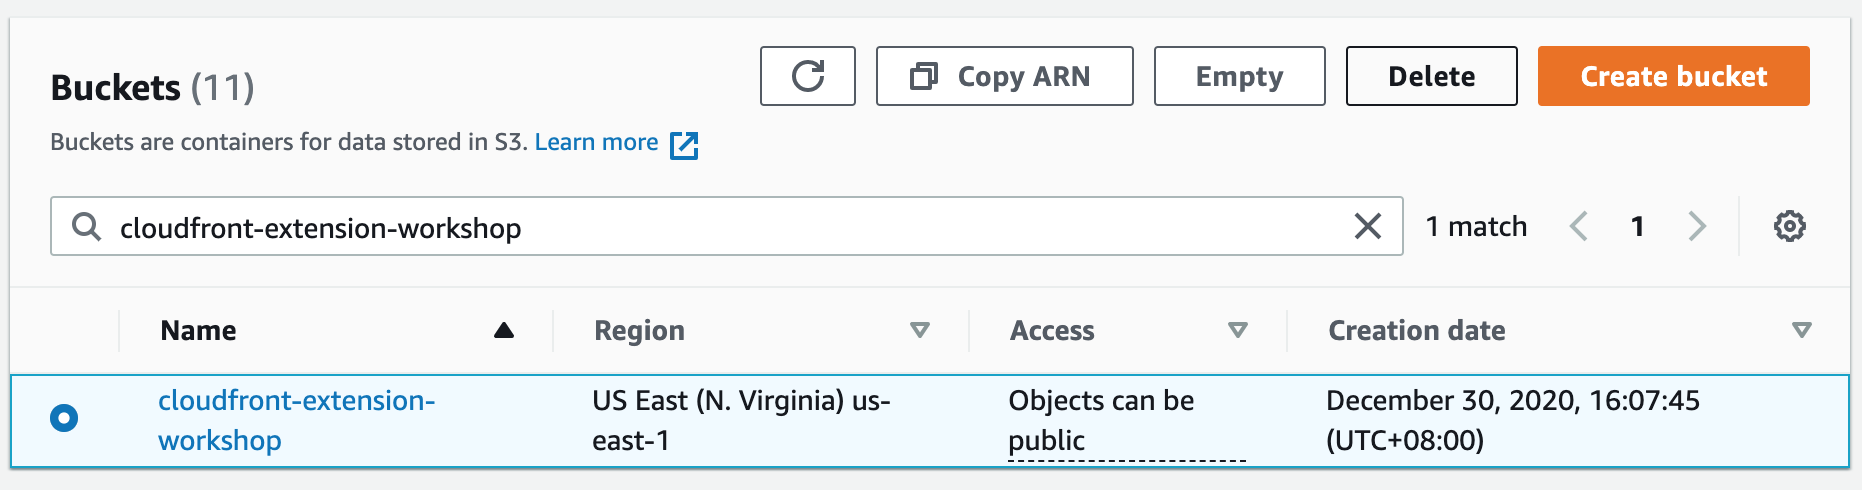 Buckets (11)
Copy ARN
Empty
Delete
Create bucket
Buckets are containers for data stored in S3. Learn more
cloudfront-extension-workshop
1 match
1
Name
Region
Access
Creation date
cloudfront-extension-
workshop
US East (N. Virginia) us-
east-1
Objects can be
public
December 30, 2020, 16:07:45
(UTC+08:00)